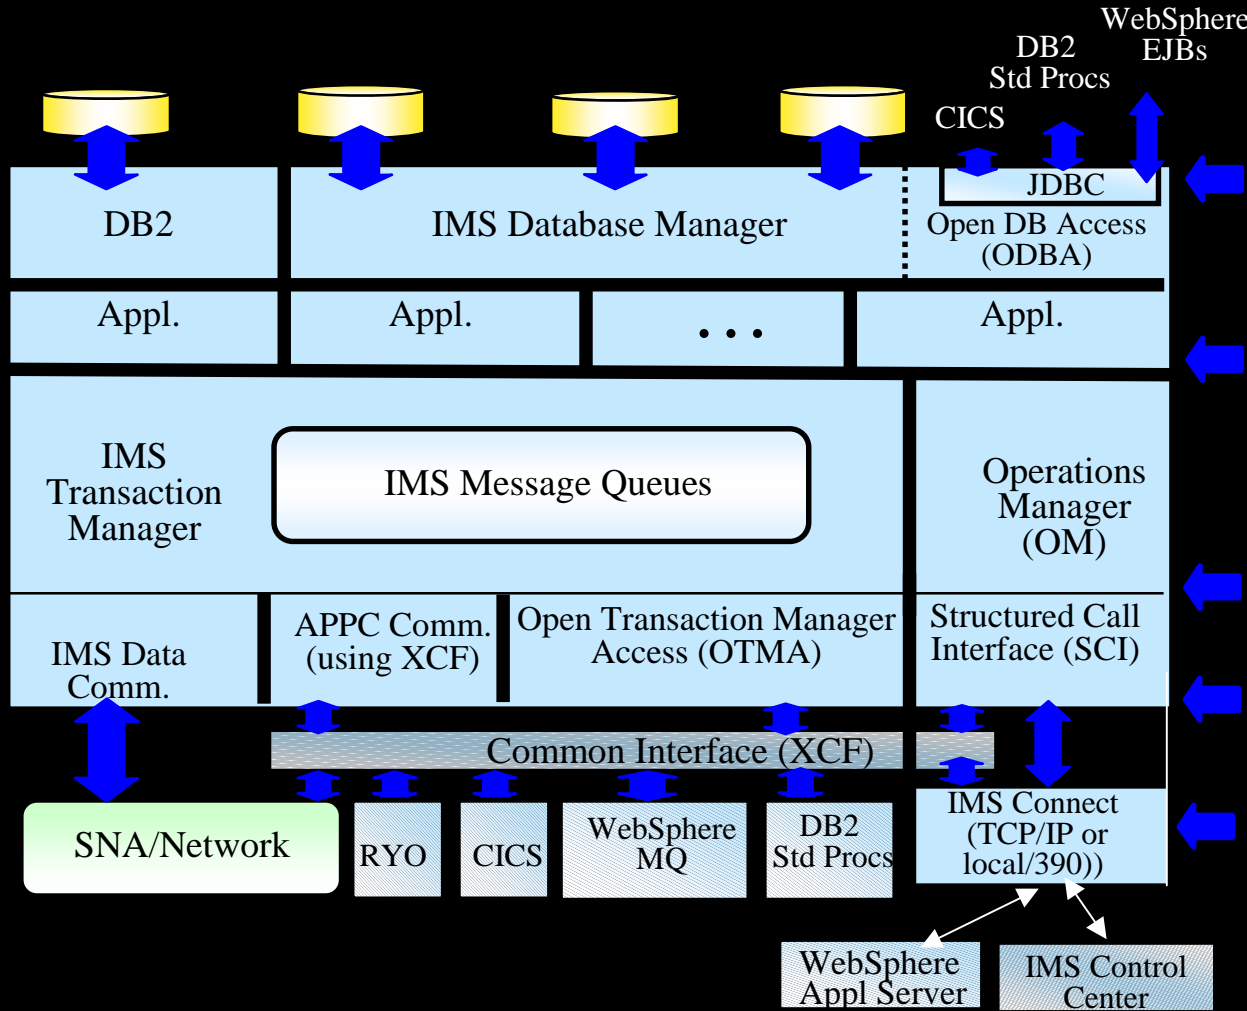 WebSphere
EJBs
DB2
Std Procs
CICS
JDBC
DB2
IMS Database Manager
Open DB Access
(ODBA)
Appl.
Appl.
...
Appl.
IMS
Transaction
Manager
IMS Message Queues
Operations
Manager
(OM)
IMS Data
Comm.
APPC Comm.
(using XCF)
Open Transaction Manager
Access (OTMA)
Structured Call
Interface (SCI)
Common Interface (XCF)
SNA/Network
RYO
CICS
WebSphere
MQ
DB2
Std Procs
IMS Connect
(TCP/IP or
local/390))
WebSphere
Appl Server
IMS Control
Center